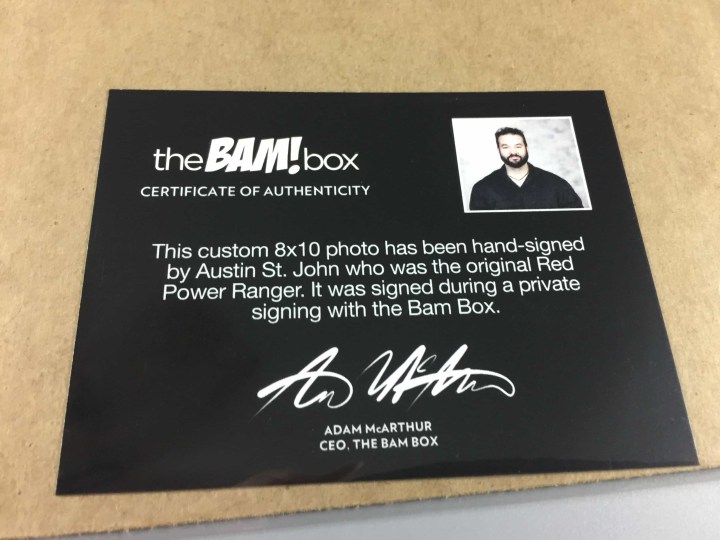 the BAM! box
CERTIFICATE OF AUTHENTICITY
This custom 8x10 photo has been hand-signed
by Austin St. John who was the original Red
Power Ranger. It was signed during a private
signing with the Bam Box.
ADAM McARTHUR
CEO, THE BAM BOX